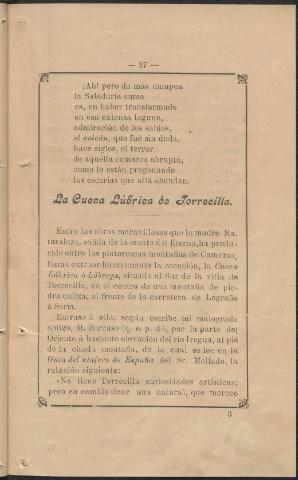 — 17 —
¡Ah! pero do más campea
la Sabiduría suma
es, en haber transformado
en esa extensa laguna,
admiración de los sabios,
el volcán, que fué sin duda,
hace siglos, el terror
de aquella comarca abrupta,
como lo están pregonando
las escorias que allá abundan.
La Cueva Lúbrica de Torrecilla.
Entre las obras maravillosas que la madre Na-
turaleza, salida de la mente del Eterno, ha produ-
cido entre las pintorescas montañas de Cameros,
llama extraordinariamente la atención, la Cueva
Lúbrica ó Lóbrega, situada al Sur de la villa de
Torrecilla, en el centro de una montaña de pie-
dra caliza, al frente de la carretera de Logroño
á Soria.
Entrase á ella, según escribe mi malogrado
amigo, M. Barruso (q. e. p. d.), por la parte del
Oriente á bastante elevación del río Iregua, al pié
de la citada montaña, de la cual se lee en la
Guía del viajero de España del Sr. Mellado, la
relación siguiente:
«No tiene Torrecilla curiosidades artísticas;
pero en cambio tiene una natural, que merece
3